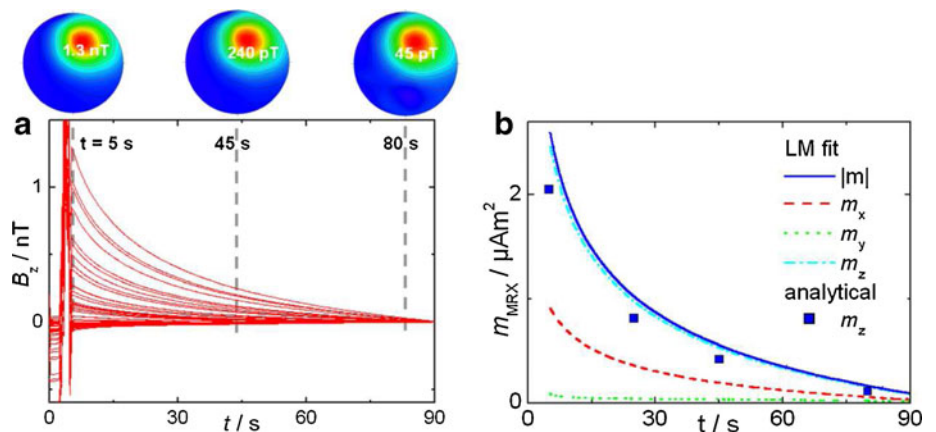 1.3 nT
240 pT
45 pT
a
t = 5 s
45 s
80 s
1
0
B_z / nT
0
30
60
90
t / s
b
LM fit
|m|
m_x
m_y
m_z
analytical
m_z
2
0
m_MRX / µAm²
0
30
60
90
t / s